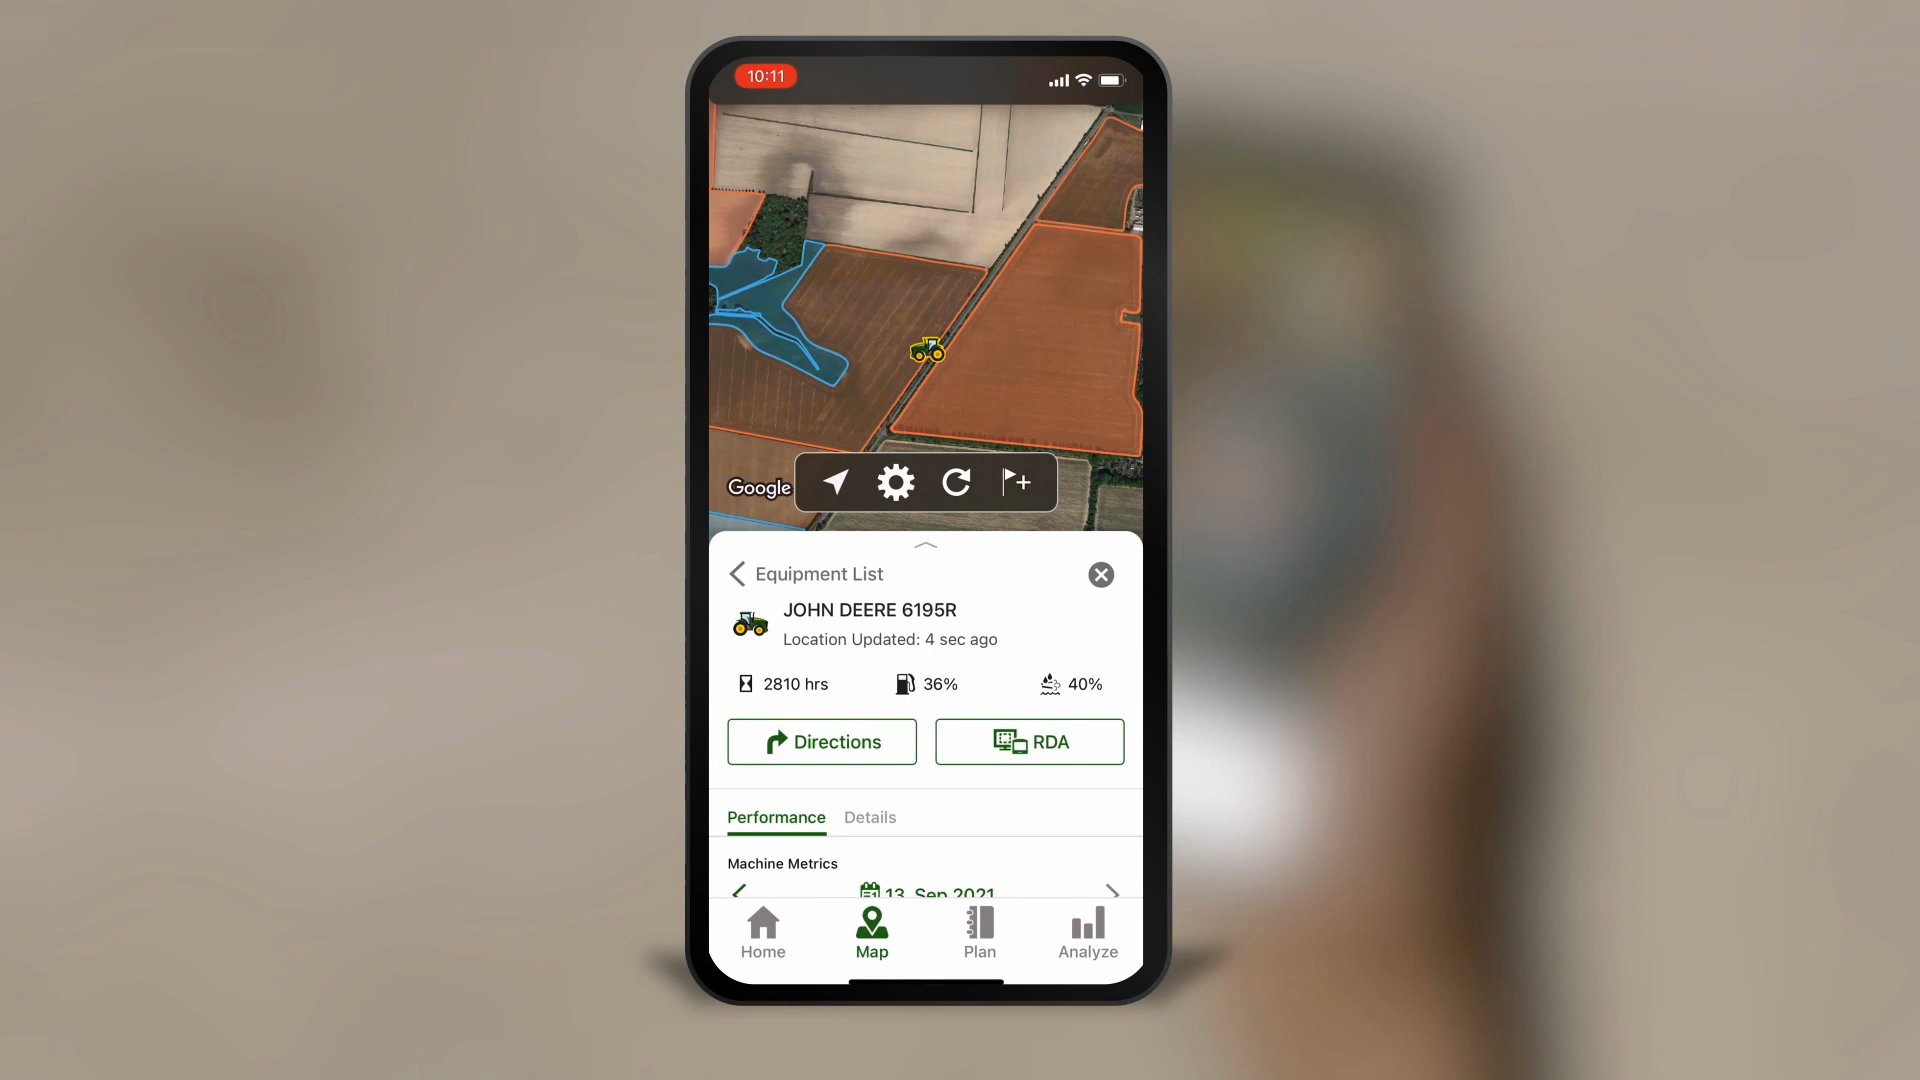 10:11
Google
Equipment List
JOHN DEERE 6195R
Location Updated: 4 sec ago
2810 hrs 36% 40%
Directions RDA
Performance Details
Machine Metrics
13. Sep 2021
Home Map Plan Analyze